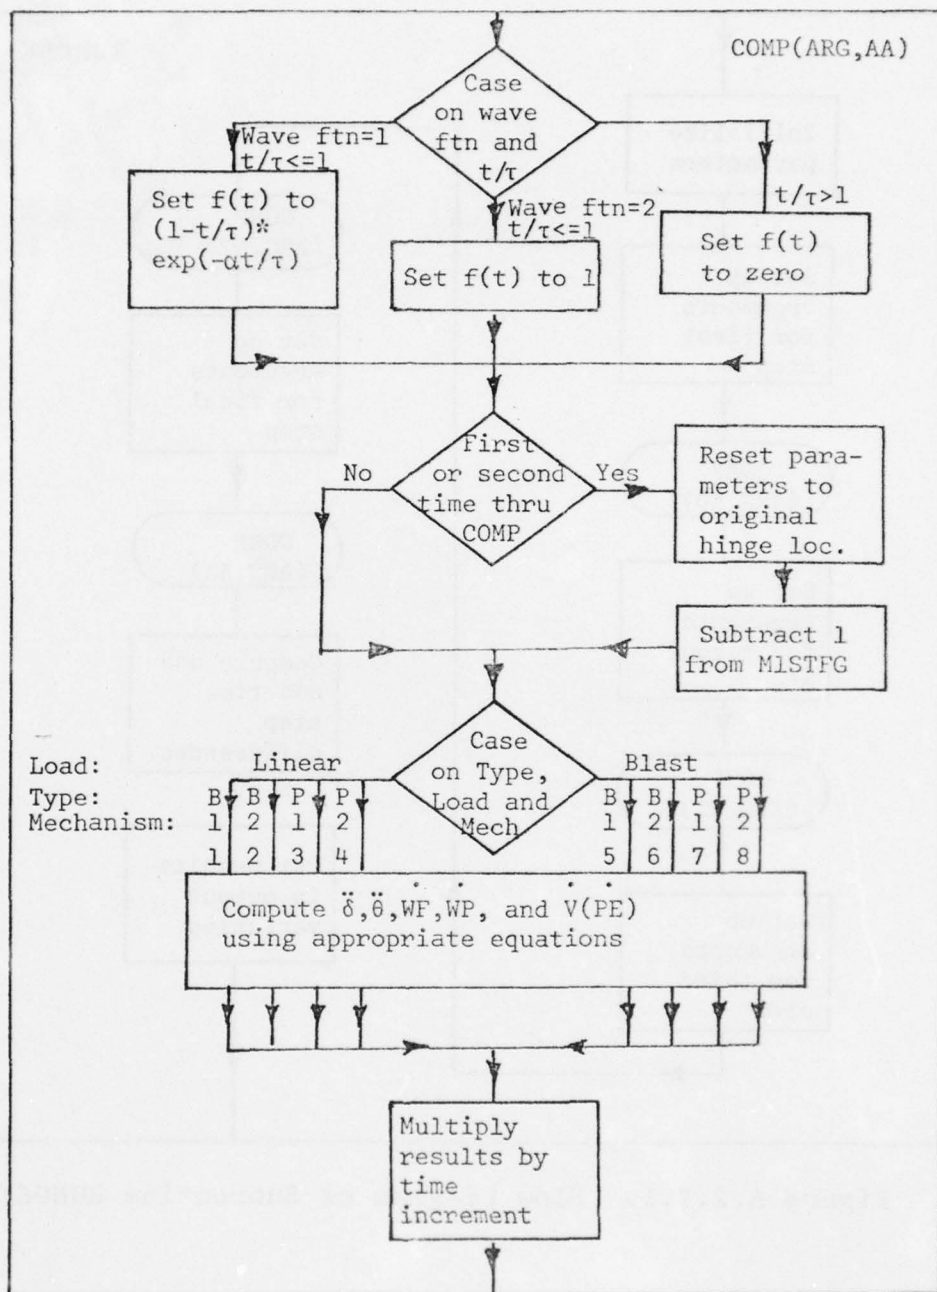 COMP(ARG,AA)
Case
on wave
ftn and
t/τ
Wave ftn=1
t/τ<=1
Set f(t) to
(1-t/τ)*
exp(-αt/τ)
Wave ftn=2
t/τ<=1
Set f(t) to 1
t/τ>1
Set f(t)
to zero
First
or second
time thru
COMP
No
Yes
Reset para-
meters to
original
hinge loc.
Subtract 1
from M1STFG
Case
on Type,
Load and
Mech
Load: Linear Blast
Type: B B P P B B P P
Mechanism: 1 2 1 2 1 2 1 2
1 2 3 4 5 6 7 8
Compute δ̈,θ̈,ẆF,WP, and V̇(ṖE)
using appropriate equations
Multiply
results by
time
increment